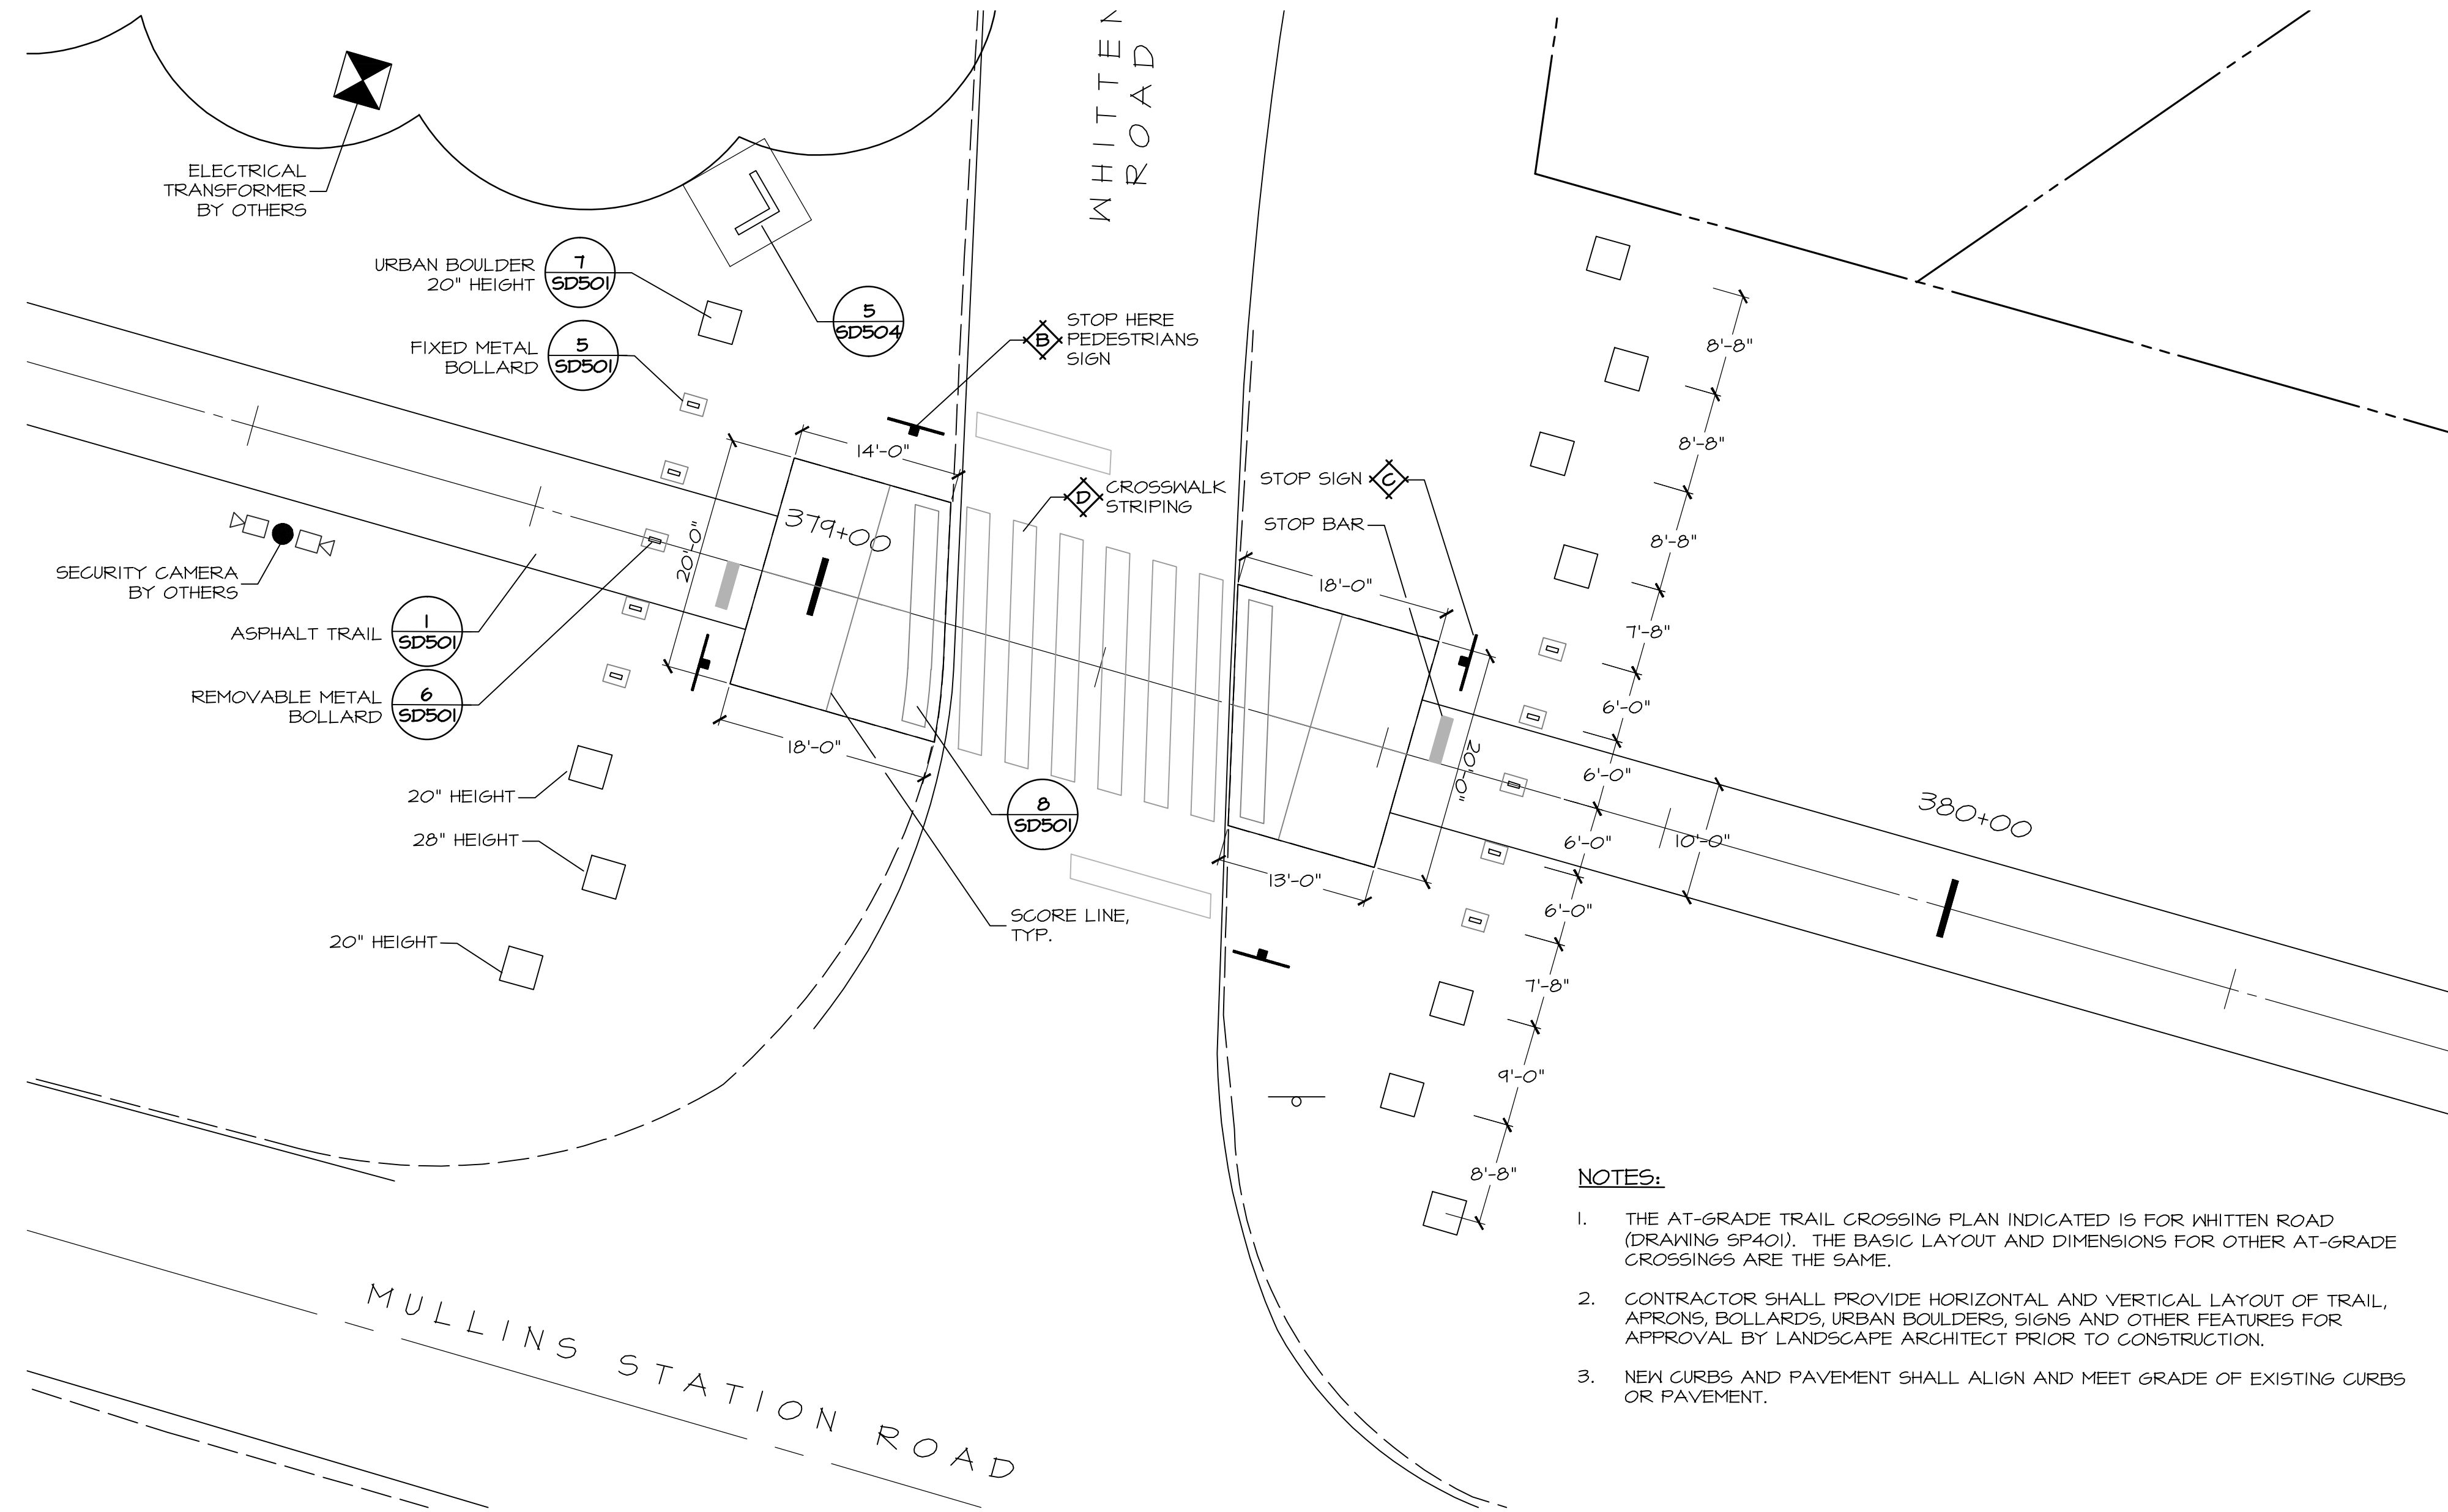 WHITTEN
ROAD
ELECTRICAL
TRANSFORMER
BY OTHERS
URBAN BOULDER
20" HEIGHT
7
SD501
5
SD504
FIXED METAL
BOLLARD
5
SD501
B
STOP HERE
PEDESTRIANS
SIGN
14'-0"
D
CROSSWALK
STRIPING
STOP SIGN
C
STOP BAR
379+00
20'-0"
18'-0"
SECURITY CAMERA
BY OTHERS
ASPHALT TRAIL
1
SD501
REMOVABLE METAL
BOLLARD
6
SD501
18'-0"
20'-0"
20" HEIGHT
28" HEIGHT
20" HEIGHT
8
SD501
13'-0"
SCORE LINE,
TYP.
8'-8"
8'-8"
8'-8"
7'-8"
6'-0"
6'-0"
6'-0"
10'-0"
6'-0"
7'-8"
9'-0"
8'-8"
380+00
MULLINS STATION ROAD
NOTES:
1. THE AT-GRADE TRAIL CROSSING PLAN INDICATED IS FOR WHITTEN ROAD
(DRAWING SP401). THE BASIC LAYOUT AND DIMENSIONS FOR OTHER AT-GRADE
CROSSINGS ARE THE SAME.
2. CONTRACTOR SHALL PROVIDE HORIZONTAL AND VERTICAL LAYOUT OF TRAIL,
APRONS, BOLLARDS, URBAN BOULDERS, SIGNS AND OTHER FEATURES FOR
APPROVAL BY LANDSCAPE ARCHITECT PRIOR TO CONSTRUCTION.
3. NEW CURBS AND PAVEMENT SHALL ALIGN AND MEET GRADE OF EXISTING CURBS
OR PAVEMENT.